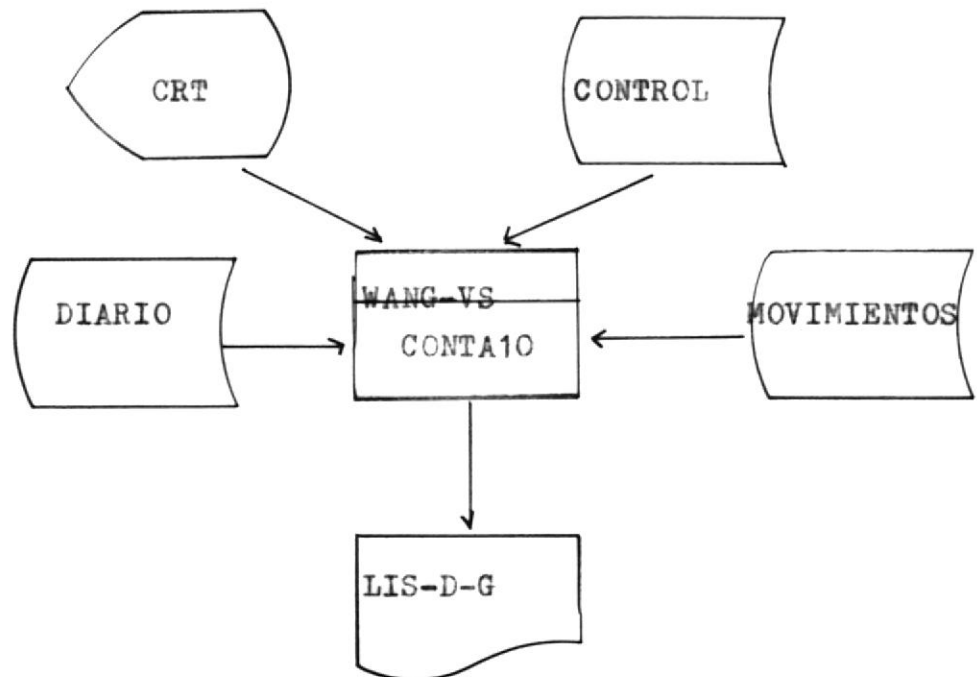 CRT
CONTROL
DIARIO
WANG-VS
CONTA10
MOVIMIENTOS
LIS-D-G